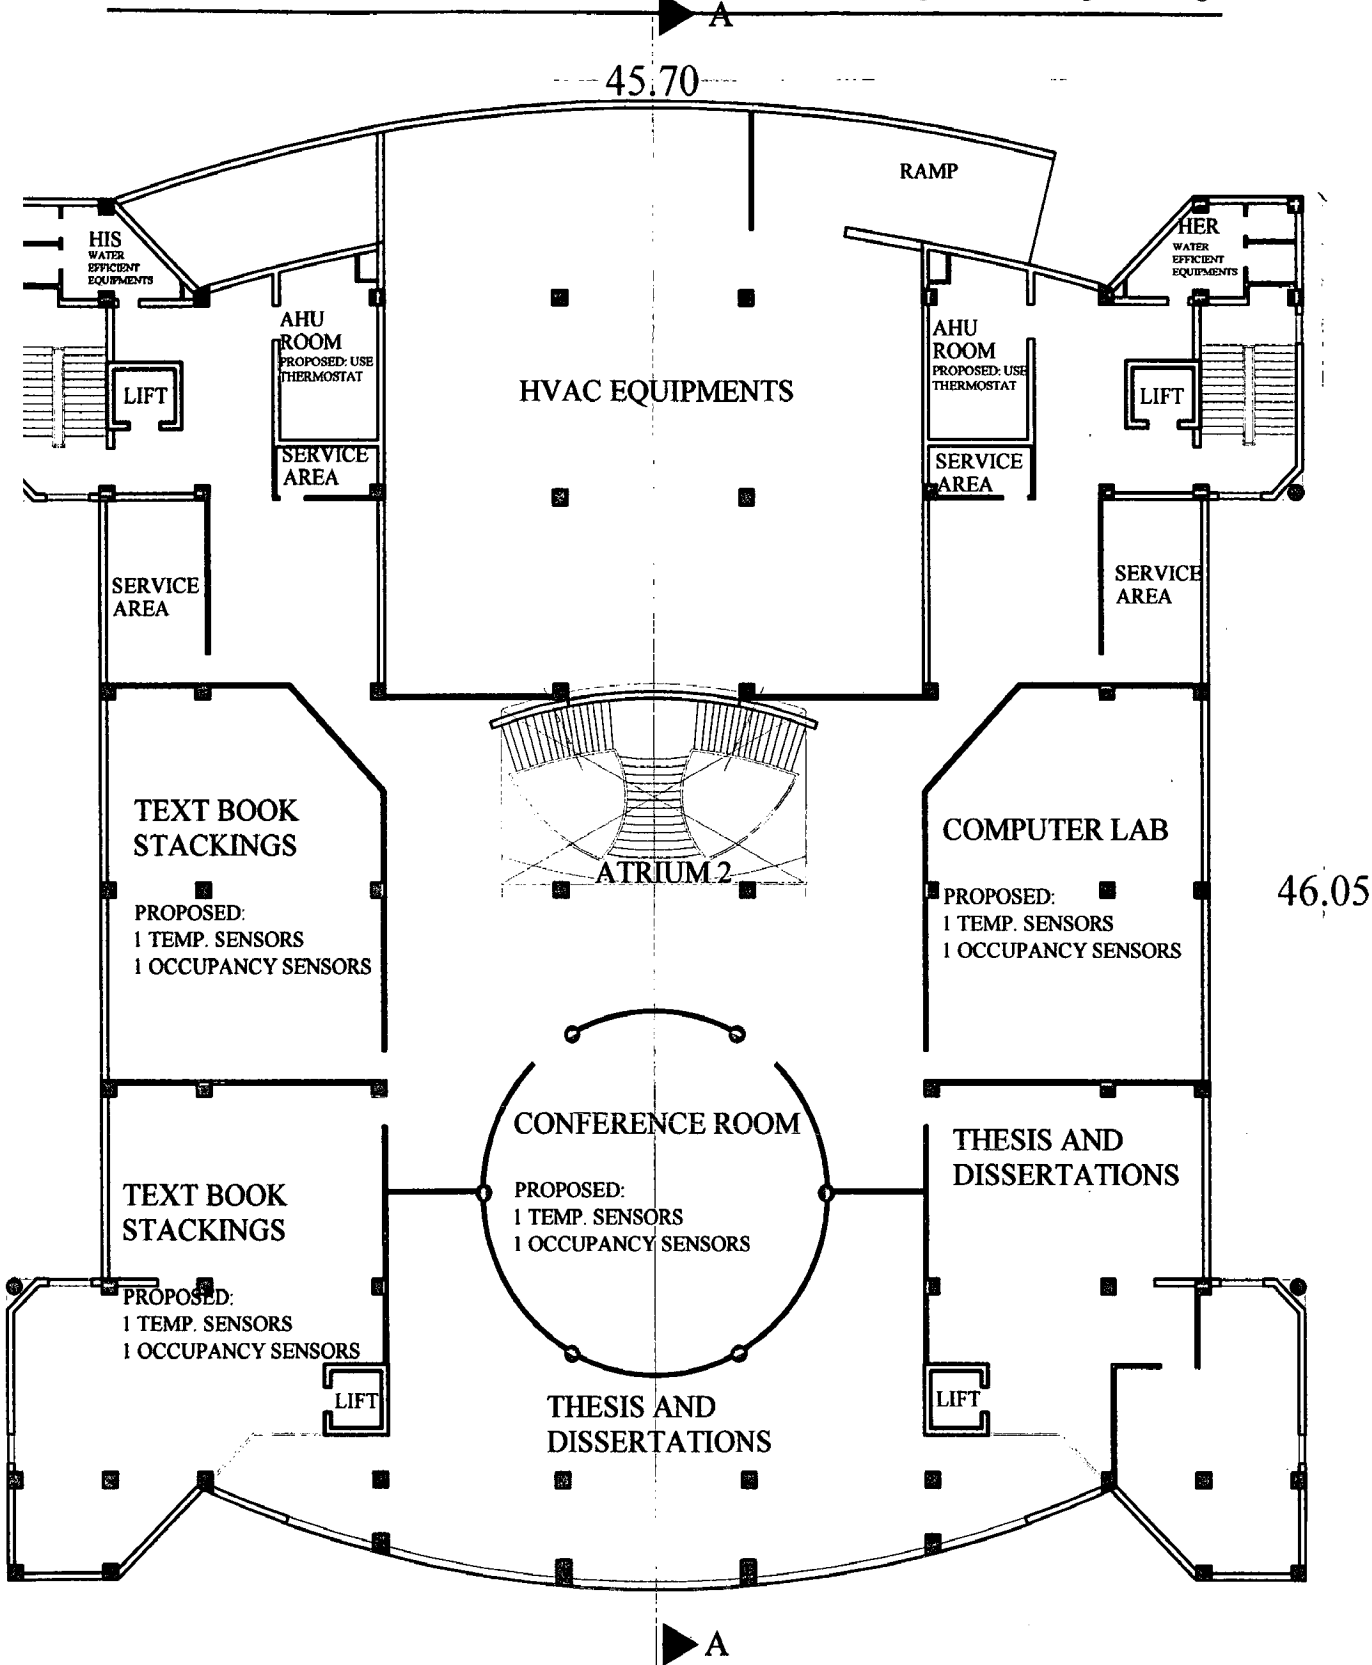 A
45.70
RAMP
HIS
WATER
EFFICIENT
EQUIPMENTS
HER
WATER
EFFICIENT
EQUIPMENTS
AHU
ROOM
PROPOSED: USE
THERMOSTAT
AHU
ROOM
PROPOSED: USE
THERMOSTAT
LIFT
HVAC EQUIPMENTS
LIFT
SERVICE
AREA
SERVICE
AREA
SERVICE
AREA
SERVICE
AREA
TEXT BOOK
STACKINGS
PROPOSED:
1 TEMP. SENSORS
1 OCCUPANCY SENSORS
ATRIUM 2
COMPUTER LAB
PROPOSED:
1 TEMP. SENSORS
1 OCCUPANCY SENSORS
46.05
CONFERENCE ROOM
PROPOSED:
1 TEMP. SENSORS
1 OCCUPANCY SENSORS
THESIS AND
DISSERTATIONS
TEXT BOOK
STACKINGS
PROPOSED:
1 TEMP. SENSORS
1 OCCUPANCY SENSORS
LIFT
THESIS AND
DISSERTATIONS
LIFT
A